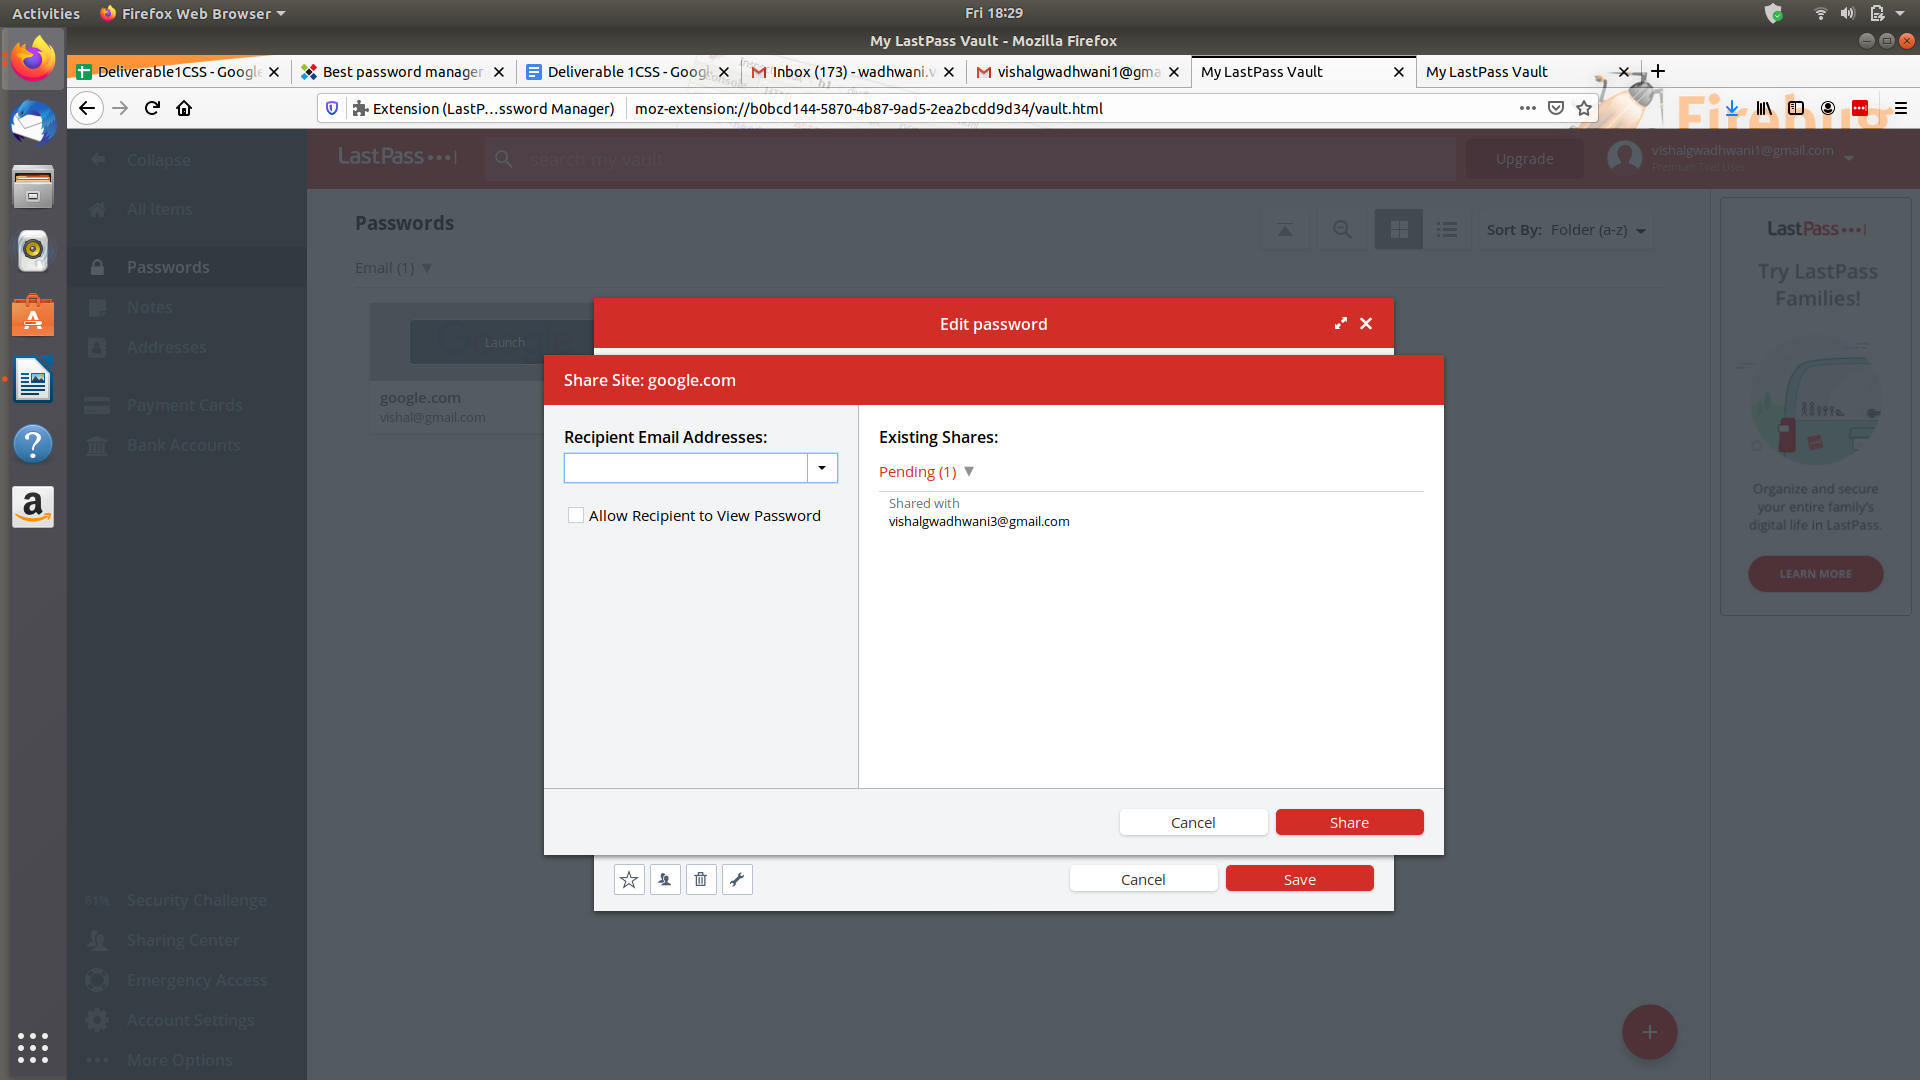 Activities
Firefox Web Browser
Fri 18:29
My LastPass Vault - Mozilla Firefox
Deliverable1CSS - Google
Best password manager
Deliverable 1CSS - Goog
Inbox (173) - wadhwani.v
vishalgwadhwani1@gma
My LastPass Vault
My LastPass Vault
Extension (LastP...ssword Manager)
moz-extension://b0bcd144-5870-4b87-9ad5-2ea2bcdd9d34/vault.html
Firebug
Collapse
LastPass
search my vault
Upgrade
vishalgwadhwani1@gmail.com
Premium Trial User
All Items
Passwords
Notes
Addresses
Payment Cards
Bank Accounts
Security Challenge
Sharing Center
Emergency Access
Account Settings
More Options
Passwords
Sort By: Folder (a-z)
Email (1)
Launch
google.com
vishal@gmail.com
Edit password
Share Site: google.com
Recipient Email Addresses:
Allow Recipient to View Password
Existing Shares:
Pending (1)
Shared with
vishalgwadhwani3@gmail.com
Cancel
Share
Cancel
Save
LastPass
Try LastPass
Families!
Organize and secure
your entire family's
digital life in LastPass.
LEARN MORE